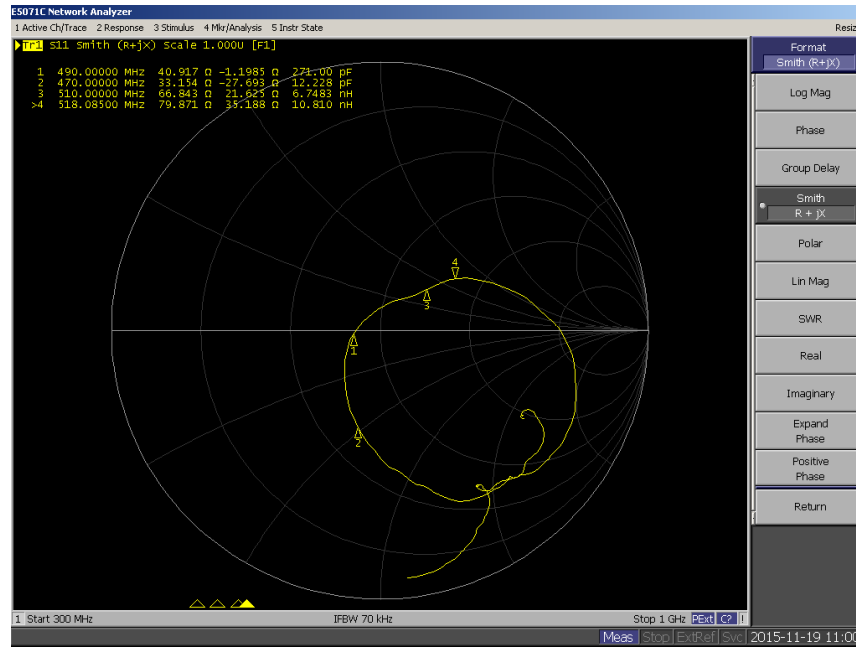 E5071C Network Analyzer
1 Active Ch/Trace 2 Response 3 Stimulus 4 Mkr/Analysis 5 Instr State
Resiz
Tr1 S11 Smith (R+jX) Scale 1.000U [F1]
1 490.00000 MHz 40.917 Ω -1.1985 Ω 271.00 pF
2 470.00000 MHz 33.154 Ω -27.693 Ω 12.228 pF
3 510.00000 MHz 66.843 Ω 21.625 Ω 6.7483 nH
>4 518.08500 MHz 79.871 Ω 35.188 Ω 10.810 nH
4
3
1
2
Format
Smith (R+jX)
Log Mag
Phase
Group Delay
Smith
R + jX
Polar
Lin Mag
SWR
Real
Imaginary
Expand
Phase
Positive
Phase
Return
1 Start 300 MHz
IFBW 70 kHz
Stop 1 GHz PExt C? !
Meas Stop ExtRef Svc 2015-11-19 11:00